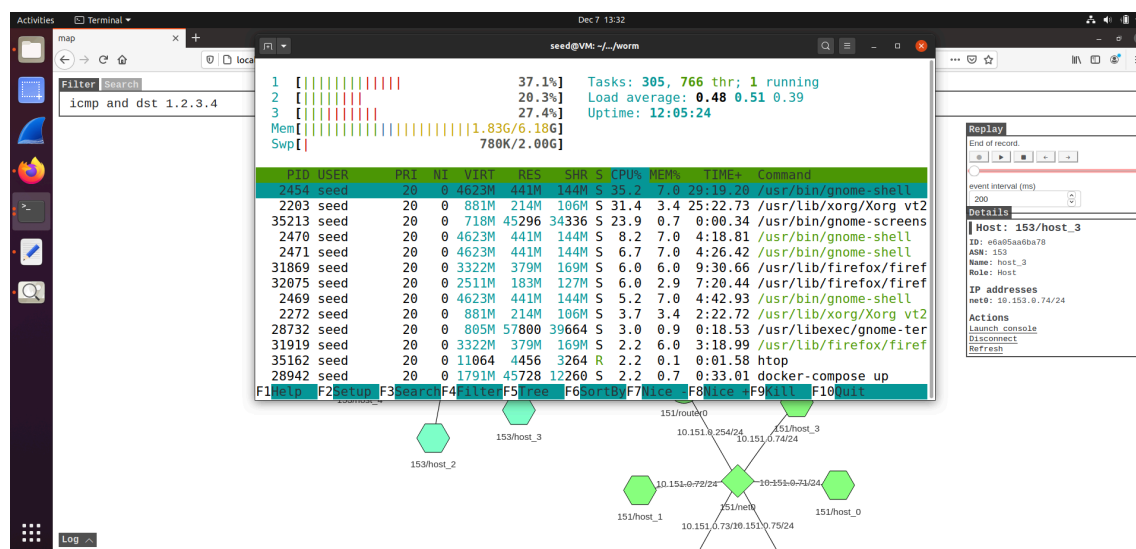 Activities
Terminal
Dec 7 13:32
map
Filter Search
icmp and dst 1.2.3.4
seed@VM: ~/.../worm
1 [||||||||||||| 37.1%] Tasks: 305, 766 thr; 1 running
2 [|||||||| 20.3%] Load average: 0.48 0.51 0.39
3 [|||||||||| 27.4%] Uptime: 12:05:24
Mem[|||||||||||||||||||||1.83G/6.18G]
Swp[| 780K/2.00G]
PID USER PRI NI VIRT RES SHR S CPU% MEM% TIME+ Command
2454 seed 20 0 4623M 441M 144M S 35.2 7.0 29:19.20 /usr/bin/gnome-shell
2203 seed 20 0 881M 214M 106M S 31.4 3.4 25:22.73 /usr/lib/xorg/Xorg vt2
35213 seed 20 0 718M 45296 34336 S 23.9 0.7 0:00.34 /usr/bin/gnome-screens
2470 seed 20 0 4623M 441M 144M S 8.2 7.0 4:18.81 /usr/bin/gnome-shell
2471 seed 20 0 4623M 441M 144M S 6.7 7.0 4:26.42 /usr/bin/gnome-shell
31869 seed 20 0 3322M 379M 169M S 6.0 6.0 9:30.66 /usr/lib/firefox/firef
32075 seed 20 0 2511M 183M 127M S 6.0 2.9 7:20.44 /usr/lib/firefox/firef
2469 seed 20 0 4623M 441M 144M S 5.2 7.0 4:42.93 /usr/bin/gnome-shell
2272 seed 20 0 881M 214M 106M S 3.7 3.4 2:22.72 /usr/lib/xorg/Xorg vt2
28732 seed 20 0 805M 57800 39664 S 3.0 0.9 0:18.53 /usr/libexec/gnome-ter
31919 seed 20 0 3322M 379M 169M S 2.2 6.0 3:18.99 /usr/lib/firefox/firef
35162 seed 20 0 11064 4456 3264 R 2.2 0.1 0:01.58 htop
28942 seed 20 0 1791M 45728 12260 S 2.2 0.7 0:33.01 docker-compose up
F1Help F2Setup F3SearchF4FilterF5Tree F6SortByF7Nice -F8Nice +F9Kill F10Quit
Replay
End of record.
event interval (ms)
200
Details
Host: 153/host_3
ID: e6a05aa6ba78
ASN: 153
Name: host_3
Role: Host
IP addresses
net0: 10.153.0.74/24
Actions
Launch console
Disconnect
Refresh
153/host_3
153/host_2
151/router0
10.151.0.254/24
151/host_3
10.151.0.74/24
10.151.0.72/24
10.151.0.71/24
151/net0
151/host_1
151/host_0
10.151.0.73/24
10.151.0.75/24
Log